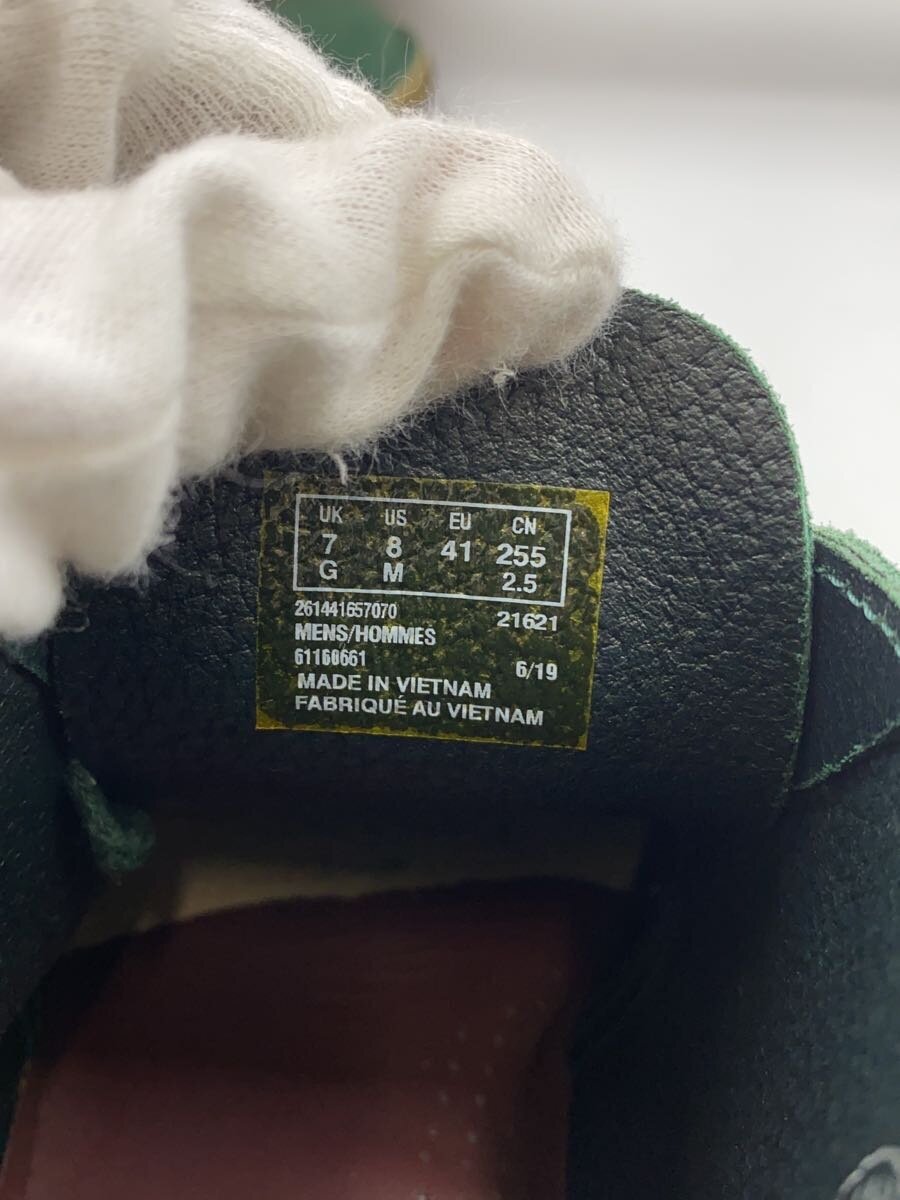 UK US EU CN
7 8 41 255
G M 2.5
261441657070 21621
MENS/HOMMES
61160661 6/19
MADE IN VIETNAM
FABRIQUÉ AU VIETNAM